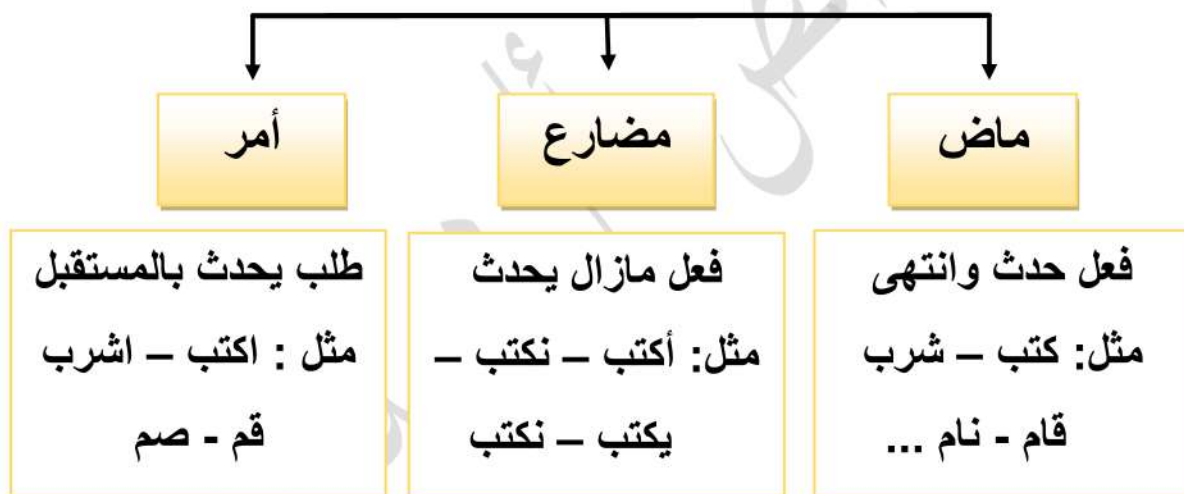 ماض
مضارع
أمر
فعل حدث وانتهى
مثل: كتب – شرب
قام - نام ...
فعل مازال يحدث
مثل: أكتب – نكتب –
يكتب – نكتب
طلب يحدث بالمستقبل
مثل : اكتب – اشرب
قم - صم